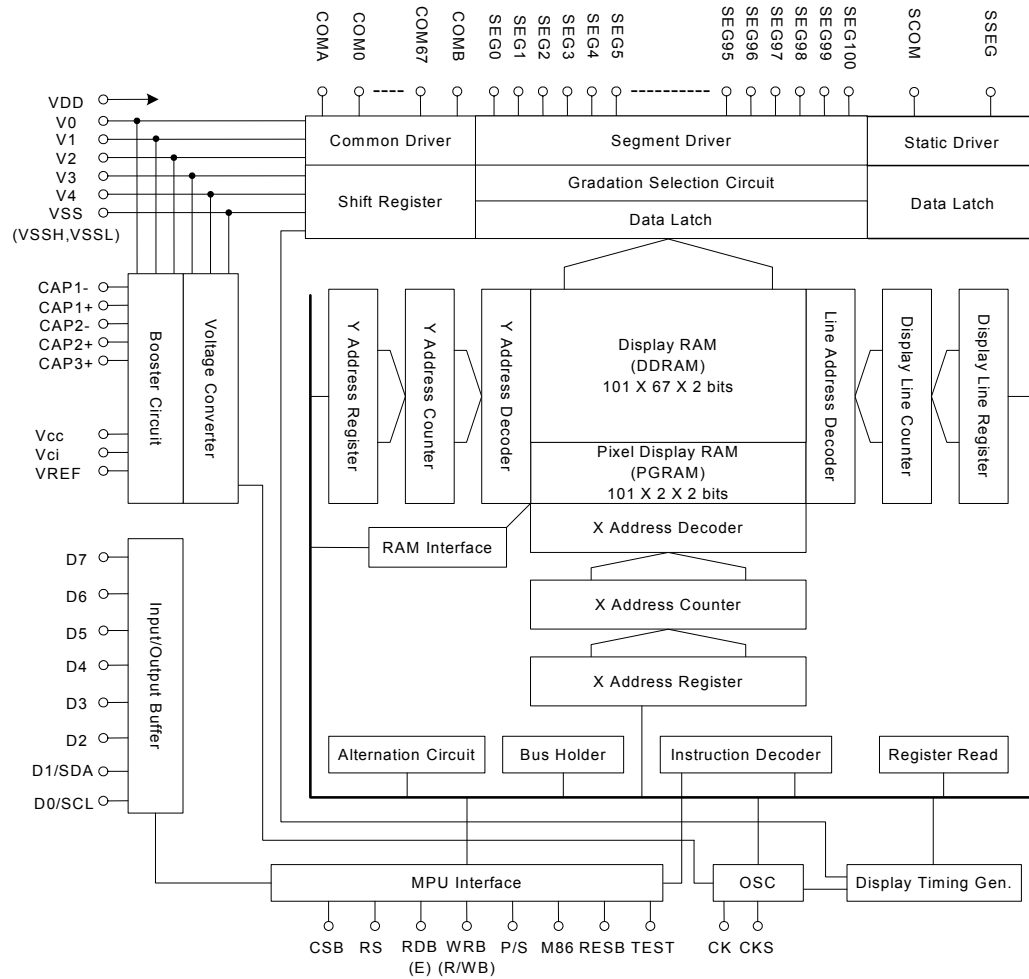 COMA
COM0
COM67
COMB
SEG0
SEG1
SEG2
SEG3
SEG4
SEG5
SEG95
SEG96
SEG97
SEG98
SEG99
SEG100
SCOM
SSEG
VDD
V0
V1
V2
V3
V4
VSS
(VSSH,VSSL)
Common Driver
Segment Driver
Static Driver
Shift Register
Gradation Selection Circuit
Data Latch
Data Latch
CAP1-
CAP1+
CAP2-
CAP2+
CAP3+
Vcc
Vci
VREF
Booster Circuit
Voltage Converter
Y Address Register
Y Address Counter
Y Address Decoder
Display RAM
(DDRAM)
101 X 67 X 2 bits
Pixel Display RAM
(PGRAM)
101 X 2 X 2 bits
Line Address Decoder
Display Line Counter
Display Line Register
RAM Interface
X Address Decoder
X Address Counter
X Address Register
D7
D6
D5
D4
D3
D2
D1/SDA
D0/SCL
Input/Output Buffer
Alternation Circuit
Bus Holder
Instruction Decoder
Register Read
MPU Interface
OSC
Display Timing Gen.
CSB
RS
RDB
(E)
WRB
(R/WB)
P/S
M86
RESB
TEST
CK
CKS